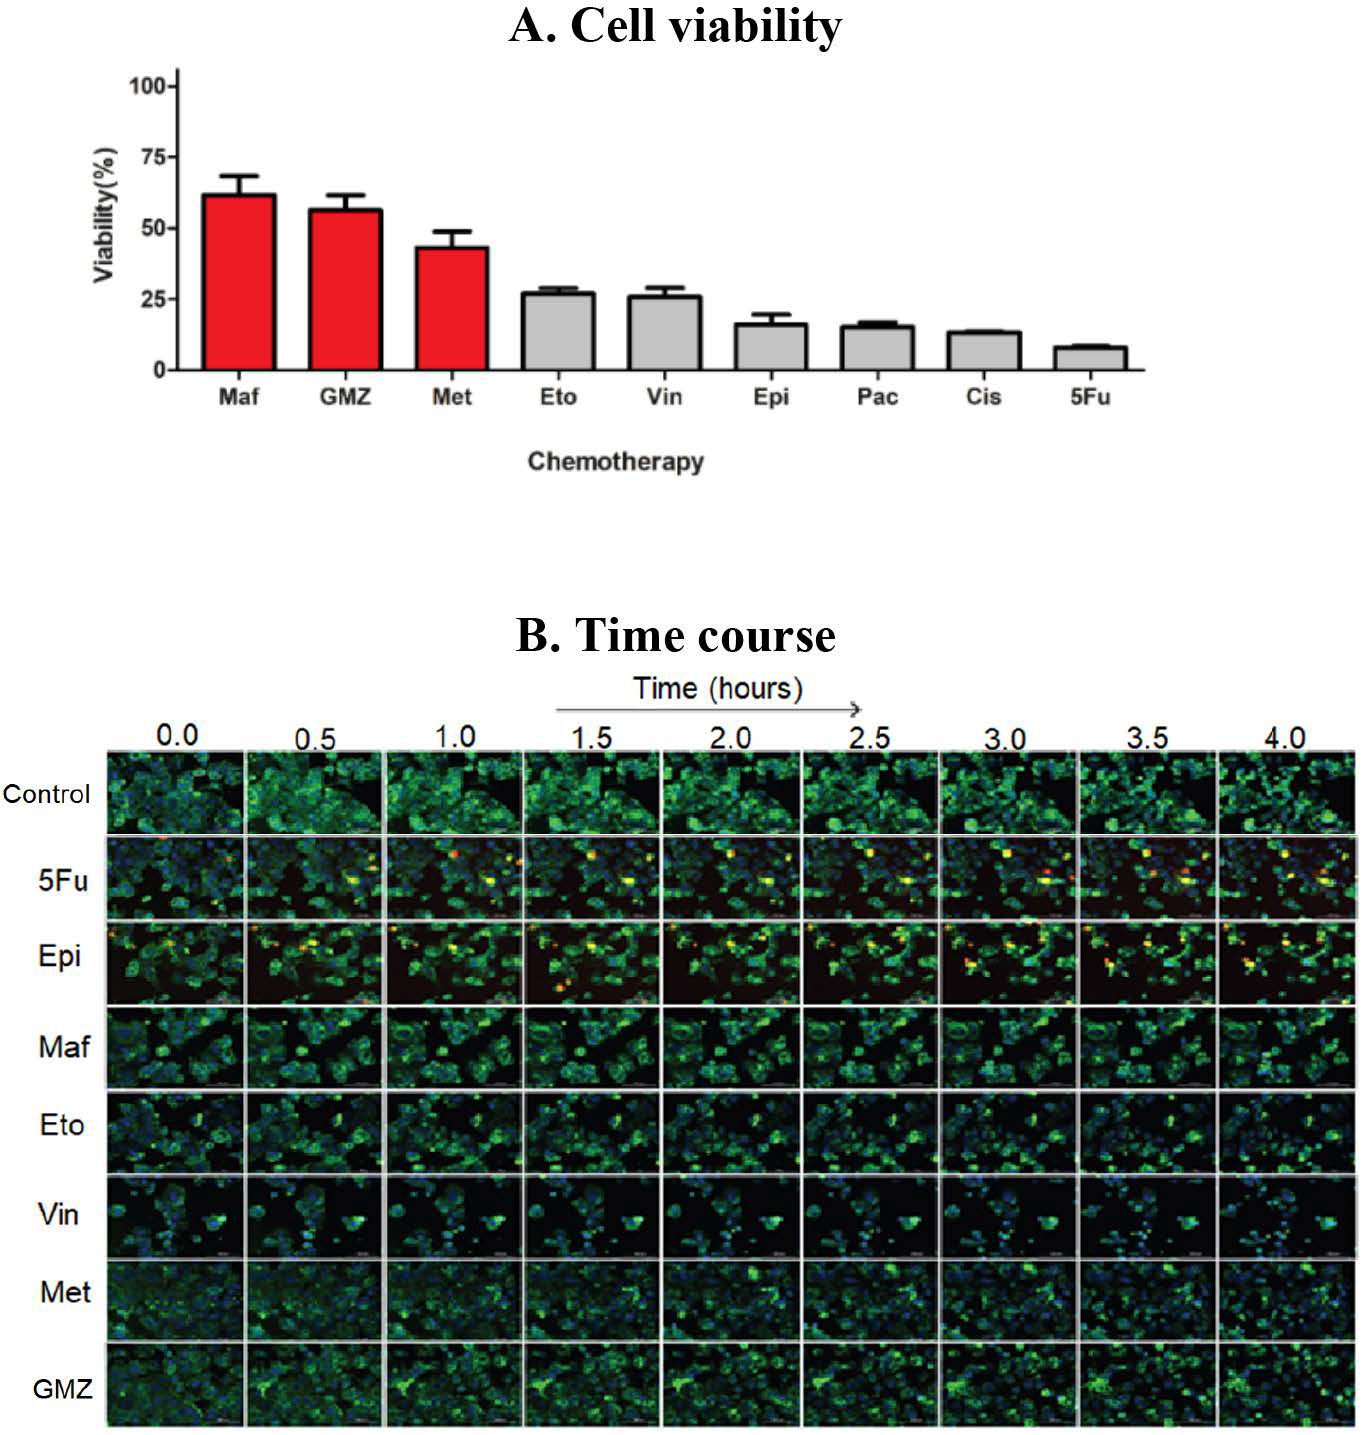 A. Cell viability
100
75
50
25
0
Viability(%)
Maf GMZ Met Eto Vin Epi Pac Cis 5Fu
Chemotherapy
B. Time course
Time (hours)
0.0 0.5 1.0 1.5 2.0 2.5 3.0 3.5 4.0
Control
5Fu
Epi
Maf
Eto
Vin
Met
GMZ